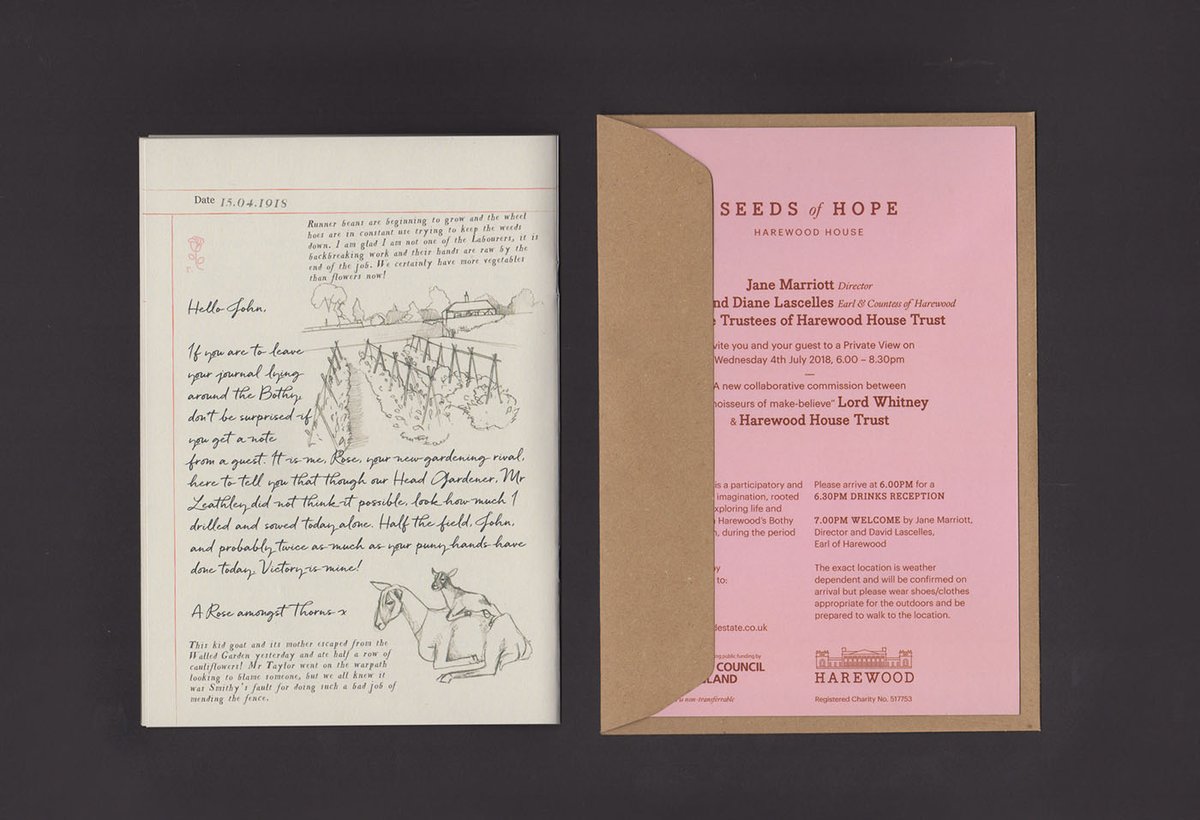 Date 15.04.1918
Runner beans are beginning to grow and the wheel
hoes are in constant use trying to keep the weeds
down. I am glad I am not one of the Labourers, it is
backbreaking work and their hands are raw by the
end of the job. We certainly have more vegetables
than flowers now!
Hello John,
If you are to leave
your journal lying
around the Bothy,
don't be surprised if
you get a note
from a guest. It is me, Rose, your new gardening rival,
here to tell you that though our Head Gardener, Mr
Leathley did not think it possible, look how much I
drilled and sowed today alone. Half the field, John,
and probably twice as much as your puny hands have
done today. Victory is mine!
A Rose amongst Thorns x
This kid goat and its mother escaped from the
Walled Garden yesterday and ate half a row of
cauliflowers! Mr Taylor went on the warpath
looking to blame someone, but we all knew it
was Smithy's fault for doing such a bad job of
mending the fence.
SEEDS of HOPE
HAREWOOD HOUSE
Jane Marriott Director
nd Diane Lascelles Earl & Countess of Harewood
e Trustees of Harewood House Trust
vite you and your guest to a Private View on
Wednesday 4th July 2018, 6.00 – 8.30pm
—
A new collaborative commission between
noisseurs of make-believe” Lord Whitney
& Harewood House Trust
is a participatory and
imagination, rooted
xploring life and
Harewood's Bothy
, during the period
by
to:
destate.co.uk
Please arrive at 6.00PM for a
6.30PM DRINKS RECEPTION
7.00PM WELCOME by Jane Marriott,
Director and David Lascelles,
Earl of Harewood
The exact location is weather
dependent and will be confirmed on
arrival but please wear shoes/clothes
appropriate for the outdoors and be
prepared to walk to the location.
ng public funding by
COUNCIL
LAND
is non-transferrable
HAREWOOD
Registered Charity No. 517753